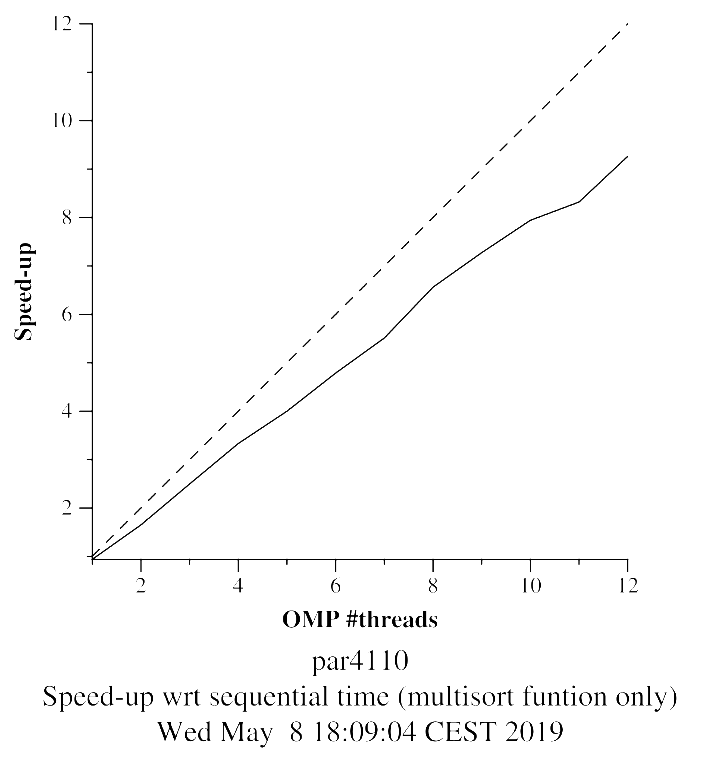 12
10
8
6
4
2
Speed-up
2 4 6 8 10 12
OMP #threads
par4110
Speed-up wrt sequential time (multisort funtion only)
Wed May  8 18:09:04 CEST 2019